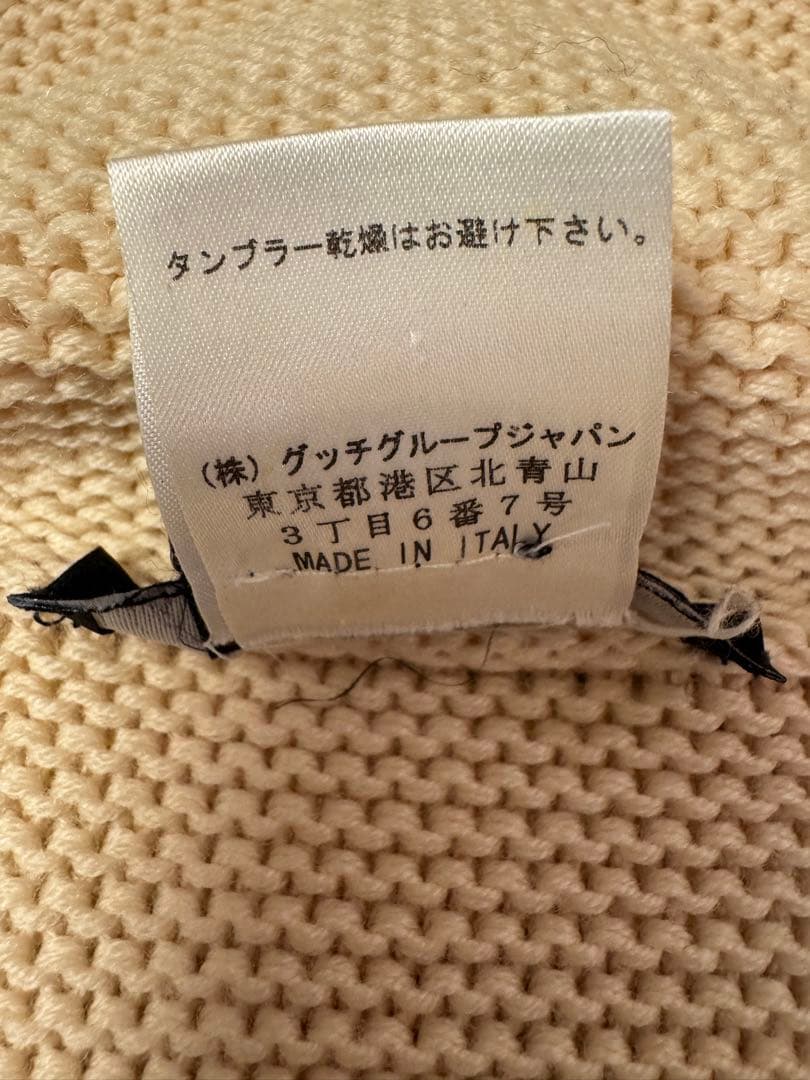 タンブラー乾燥はお避け下さい。
(株) グッチグループジャパン
東京都港区北青山
3丁目6番7号
MADE IN ITALY